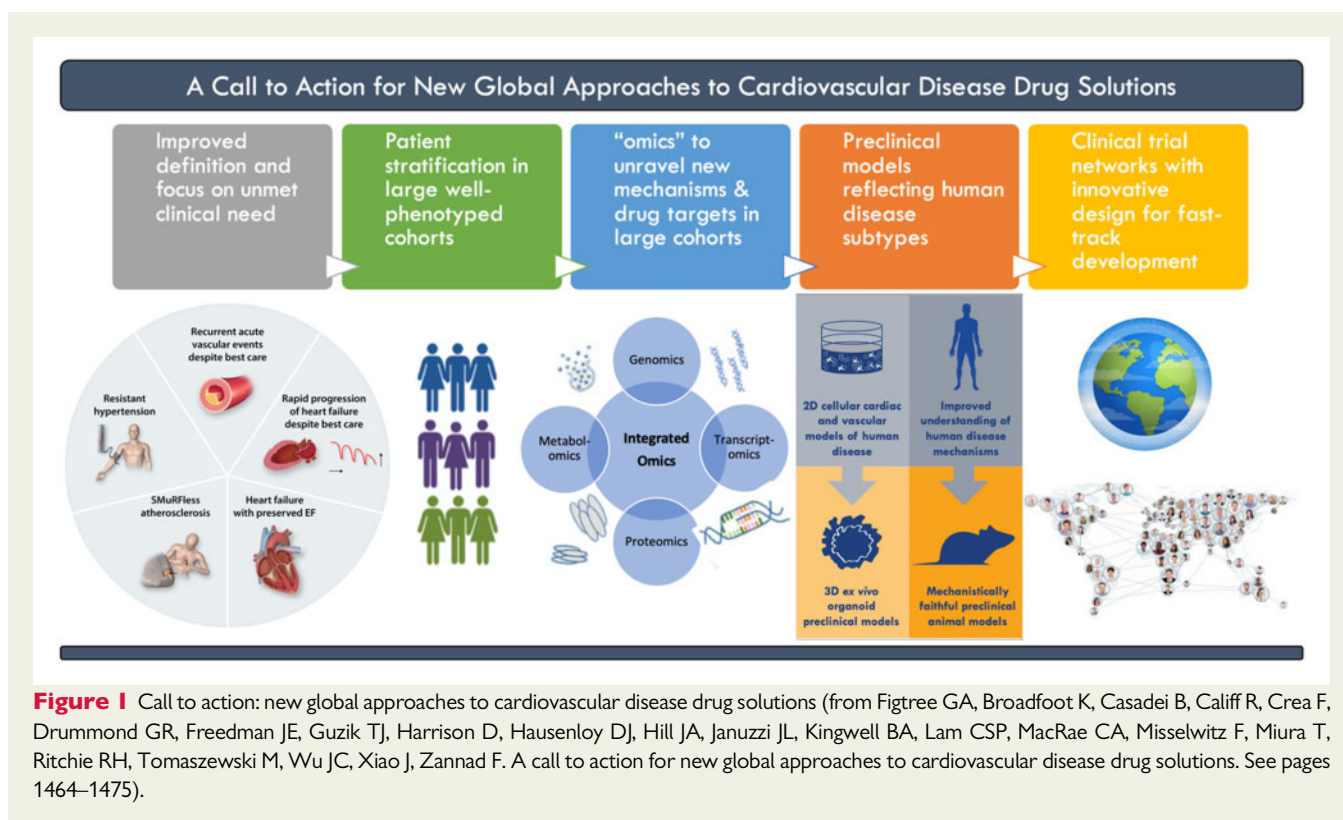 A Call to Action for New Global Approaches to Cardiovascular Disease Drug Solutions
Improved
definition and
focus on unmet
clinical need
Patient
stratification in
large well-
phenotyped
cohorts
“omics” to
unravel new
mechanisms &
drug targets in
large cohorts
Preclinical
models
reflecting human
disease
subtypes
Clinical trial
networks with
innovative
design for fast-
track
development
Recurrent acute
vascular events
despite best care
Resistant
hypertension
Rapid progression
of heart failure
despite best care
SMuRFless
atherosclerosis
Heart failure
with preserved EF
Genomics
Metabol-
omics
Integrated
Omics
Transcript-
omics
Proteomics
2D cellular cardiac
and vascular
models of human
disease
Improved
understanding of
human disease
mechanisms
3D ex vivo
organoid
preclinical models
Mechanistically
faithful preclinical
animal models
Figure 1 Call to action: new global approaches to cardiovascular disease drug solutions (from Figtree GA, Broadfoot K, Casadei B, Califf R, Crea F,
Drummond GR, Freedman JE, Guzik TJ, Harrison D, Hausenloy DJ, Hill JA, Januzzi JL, Kingwell BA, Lam CSP, MacRae CA, Misselwitz F, Miura T,
Ritchie RH, Tomaszewski M, Wu JC, Xiao J, Zannad F. A call to action for new global approaches to cardiovascular disease drug solutions. See pages
1464–1475).